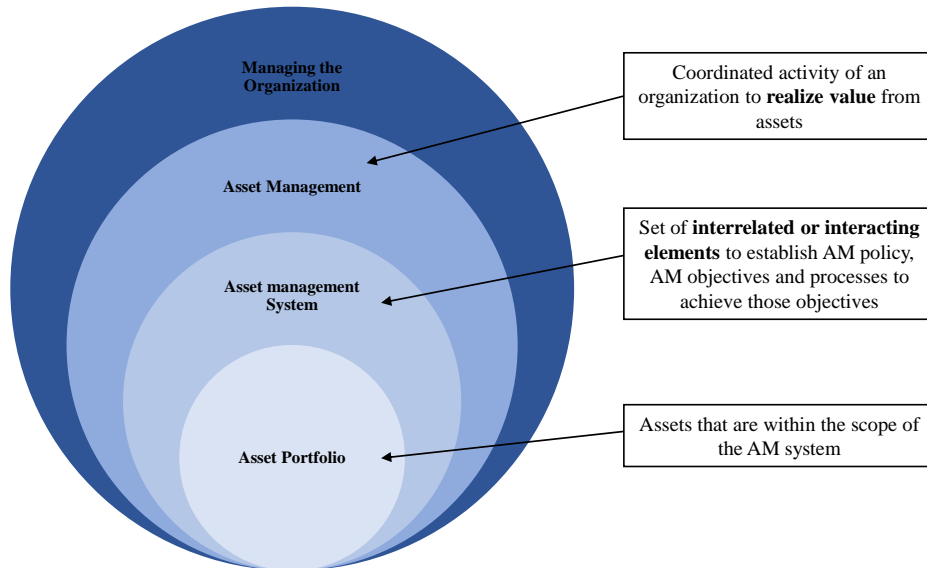 Managing the
Organization
Coordinated activity of an
organization to realize value from
assets
Asset Management
Set of interrelated or interacting
elements to establish AM policy,
AM objectives and processes to
achieve those objectives
Asset management
System
Assets that are within the scope of
the AM system
Asset Portfolio